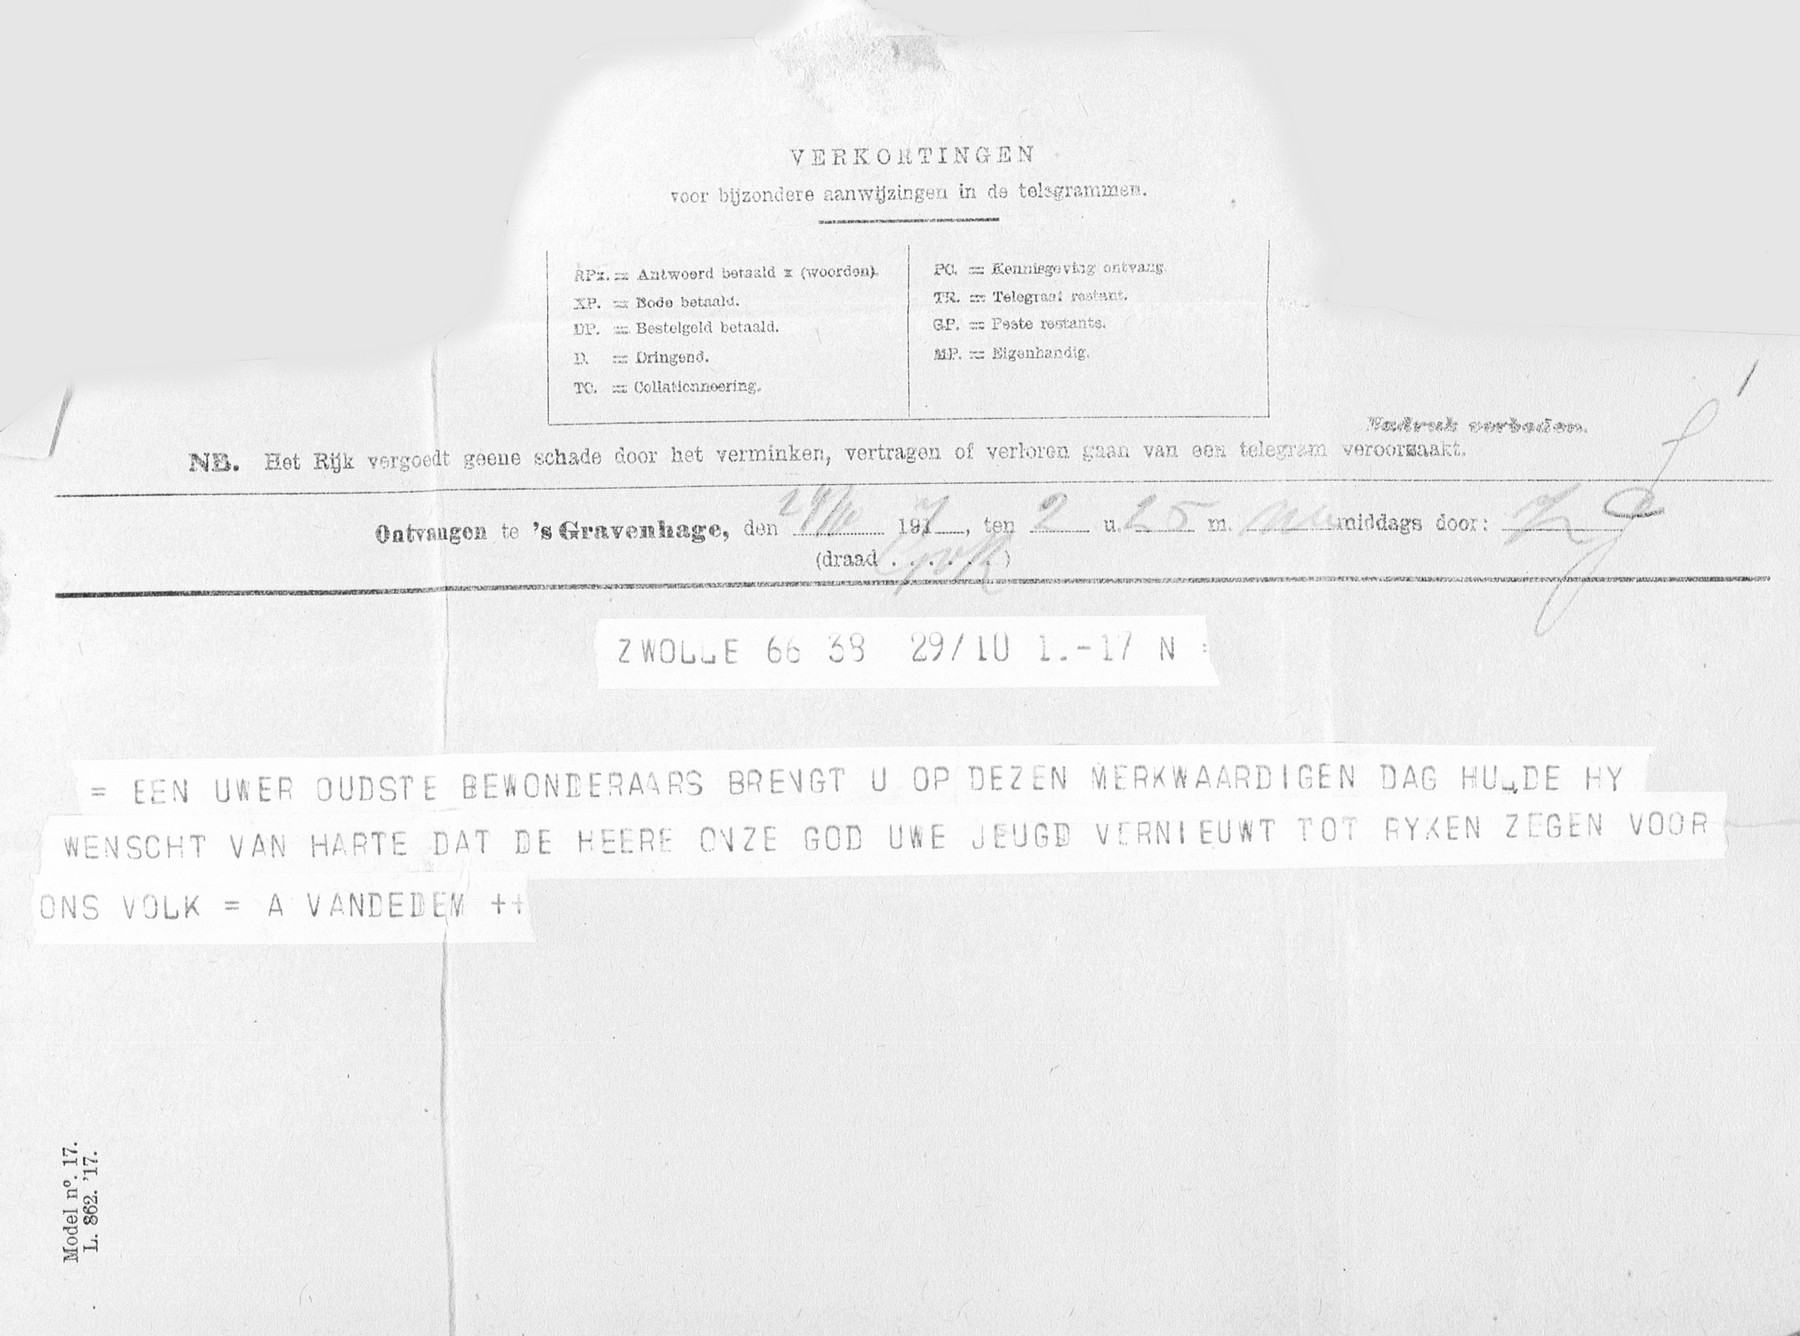 VERKORTINGEN
voor bijzondere aanwijzingen in de telegrammen.
RPx. = Antwoord betaald x (woorden).
XP. = Bode betaald.
DP. = Bestelgeld betaald.
D. = Dringend.
TC. = Collationneering.
PC. = Kennisgeving ontvang.
TR. = Telegraaf restant.
GP. = Poste restante.
MP. = Eigenhandig.
Nadruk verboden.
NB. Het Rijk vergoedt geene schade door het verminken, vertragen of verloren gaan van een telegram veroorzaakt.
Ontvangen te 's Gravenhage, den 29/10 1917, ten 2 u. 25 m. middags door:
(draad . . . . . . )
ZWOLLE 66 38 29/10 1.-17 N =
= EEN UWER OUDSTE BEWONDERAARS BRENGT U OP DEZEN MERKWAARDIGEN DAG HULDE HY
WENSCHT VAN HARTE DAT DE HEERE ONZE GOD UWE JEUGD VERNIEUWT TOT RYKEN ZEGEN VOOR
ONS VOLK = A VANDEDEM ++
Model nº. 17.
L. 862. '17.